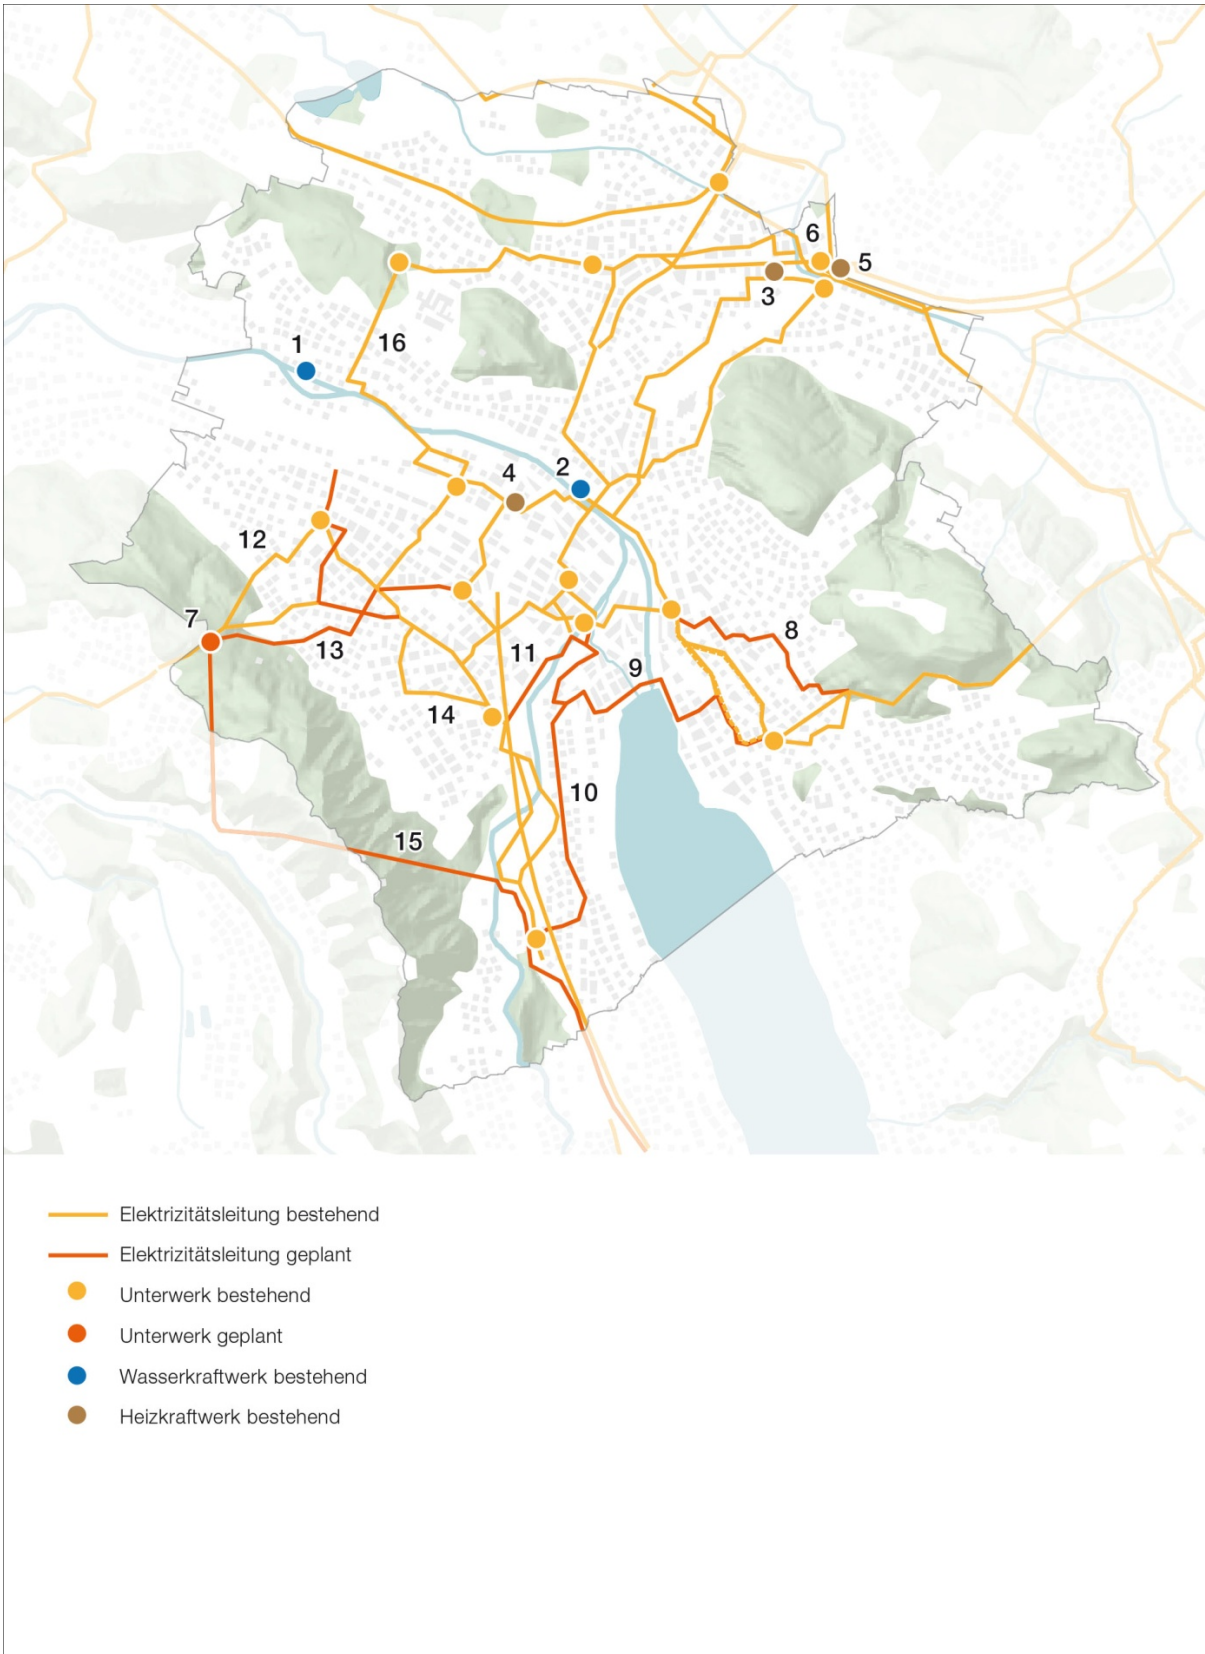 6
5
3
1
16
4
2
12
7
8
13
11
9
14
10
15
Elektrizitätsleitung bestehend
Elektrizitätsleitung geplant
Unterwerk bestehend
Unterwerk geplant
Wasserkraftwerk bestehend
Heizkraftwerk bestehend